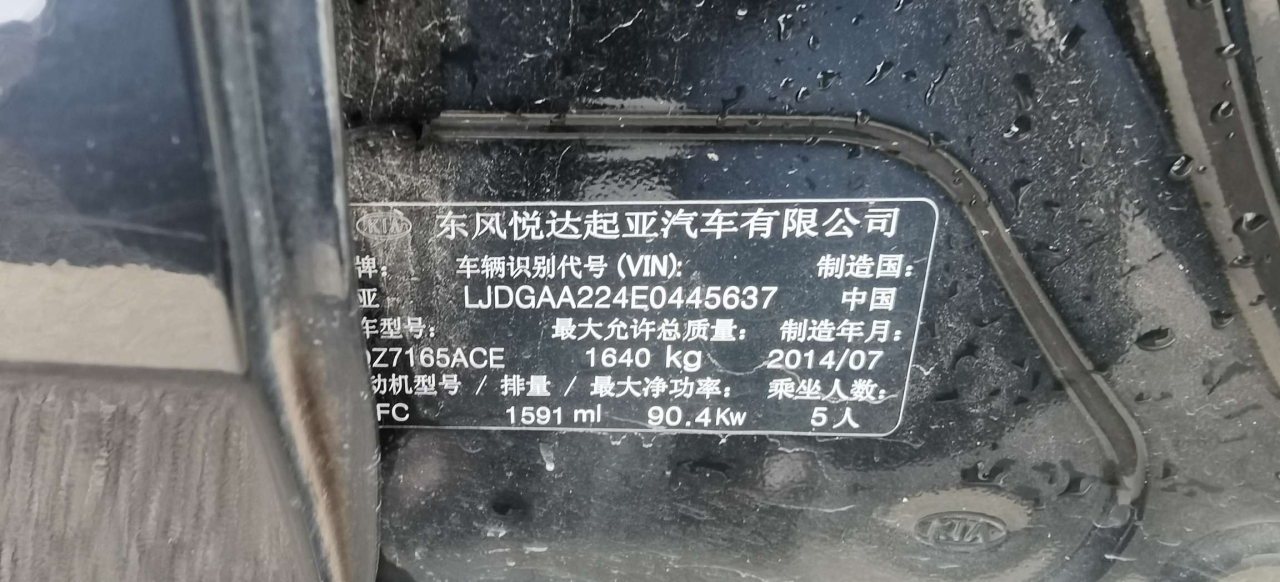 KIA 东风悦达起亚汽车有限公司
牌: 车辆识别代号 (VIN): 制造国:
亚 LJDGAA224E0445637 中国
车型号: 最大允许总质量: 制造年月:
QZ7165ACE 1640 kg 2014/07
动机型号 / 排量 / 最大净功率: 乘坐人数:
FC 1591 ml 90.4Kw 5人
KIA